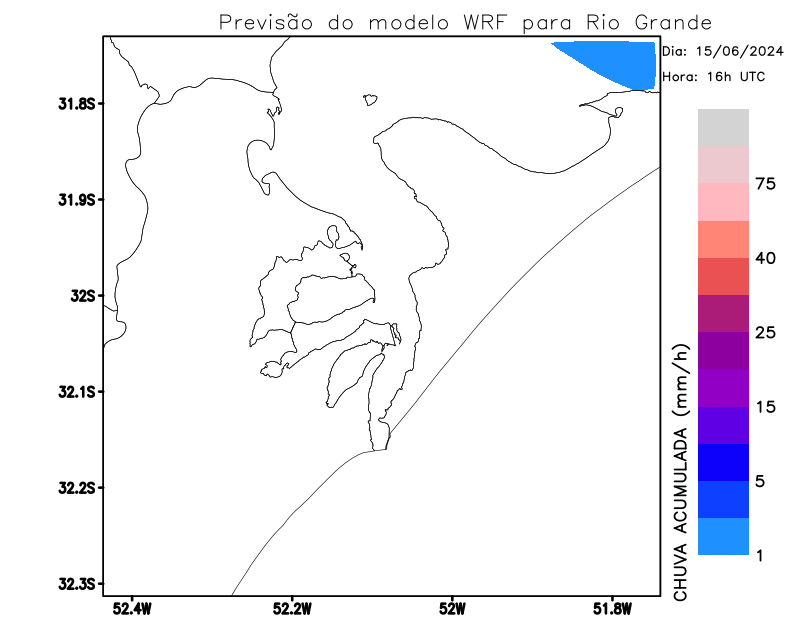 Previsão do modelo WRF para Rio Grande
Dia: 15/06/2024
Hora: 16h UTC
31.8S
31.9S
32S
32.1S
32.2S
32.3S
52.4W
52.2W
52W
51.8W
75
40
25
15
5
1
CHUVA ACUMULADA (mm/h)